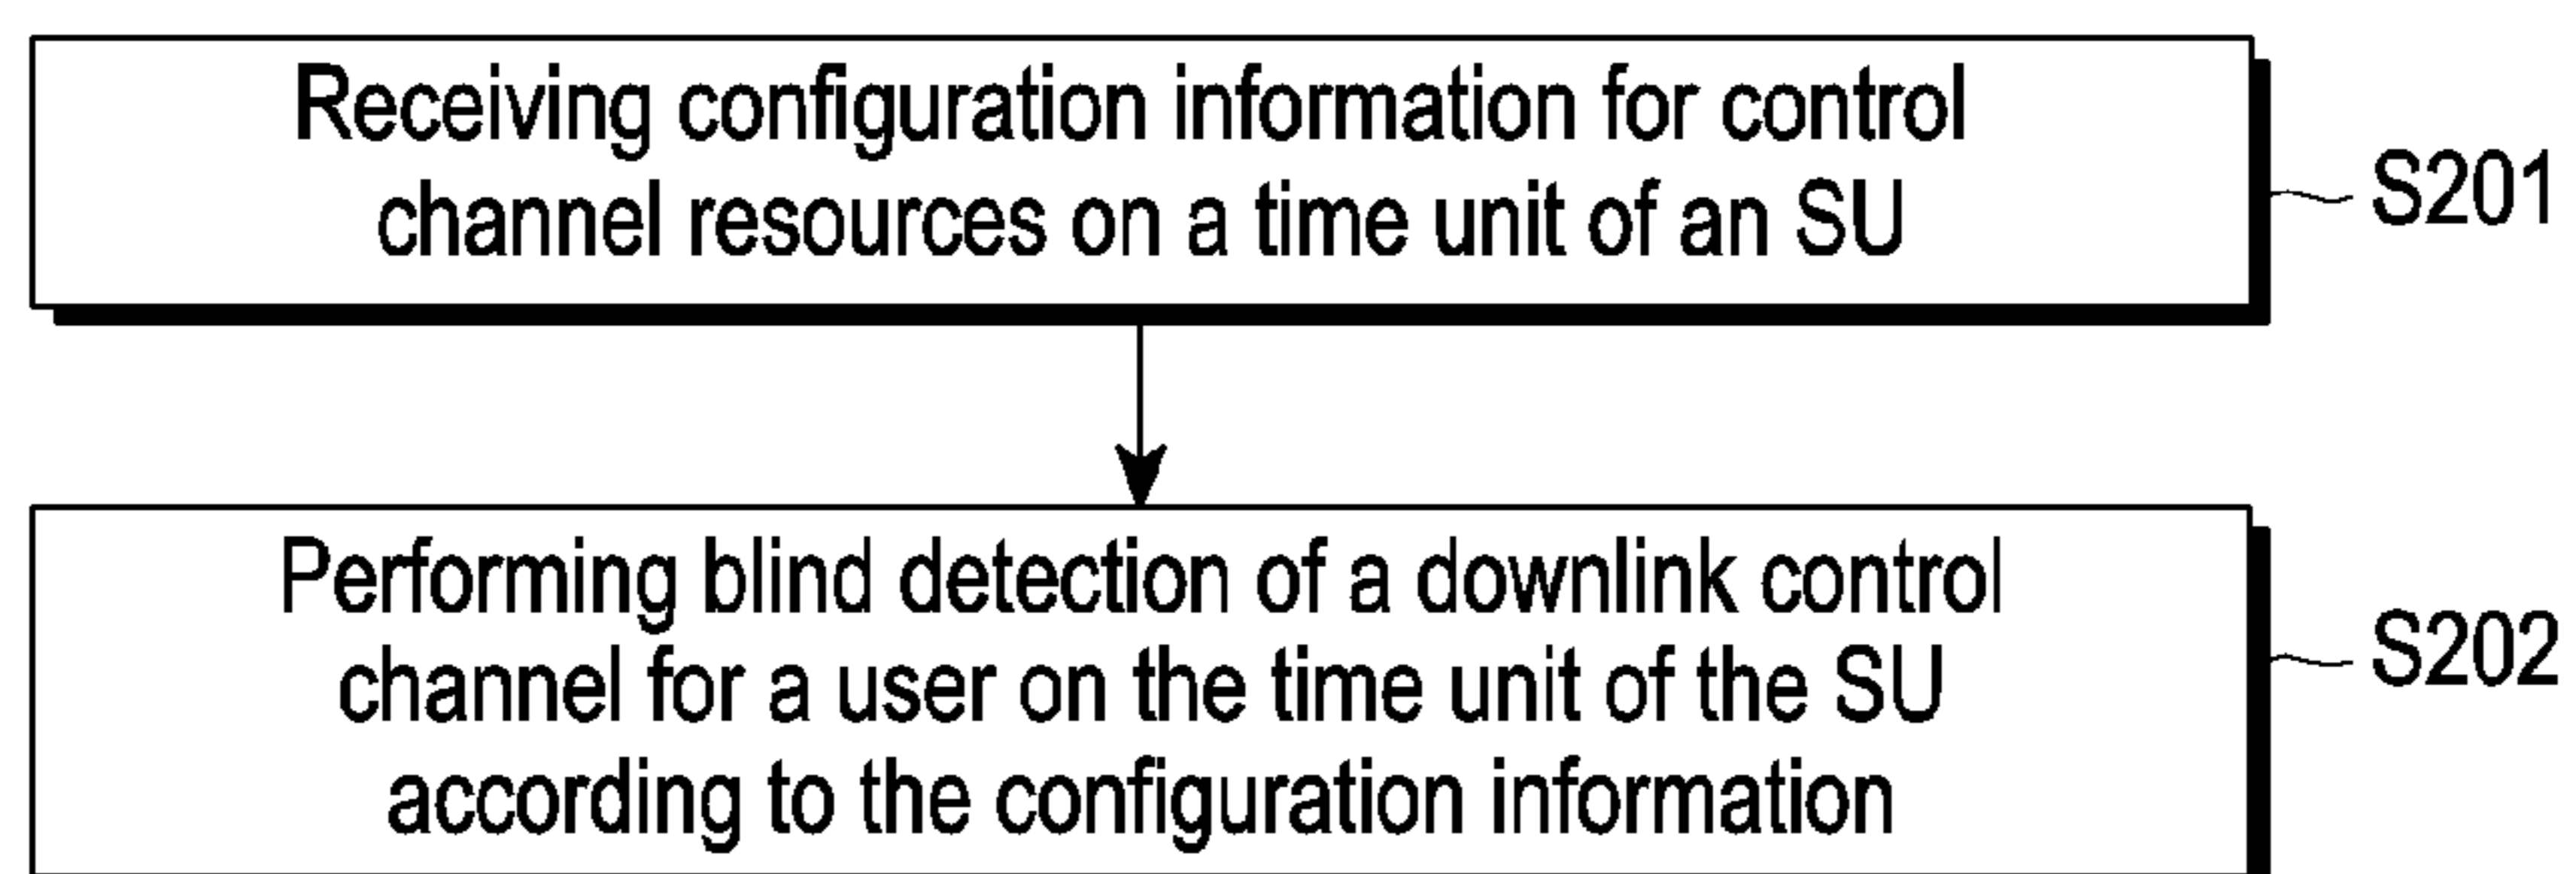 Receiving configuration information for control
channel resources on a time unit of an SU
S201
Performing blind detection of a downlink control
channel for a user on the time unit of the SU
according to the configuration information
S202